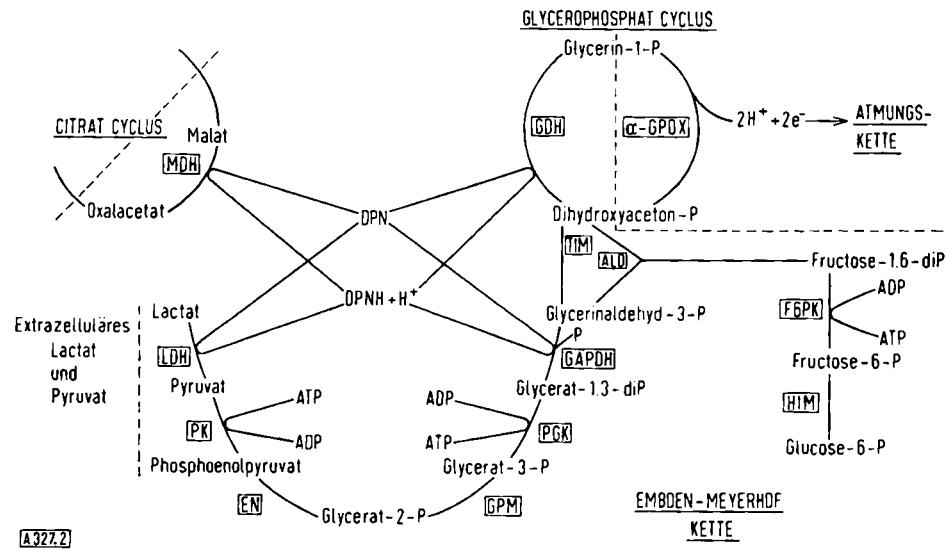 GLYCEROPHOSPHAT CYCLUS
Glycerin-1-P
CITRAT CYCLUS
Malat
MDH
Oxalacetat
GDH
α-GPOX
2H⁺+2e⁻
ATMUNGS-
KETTE
DPN
Dihydroxyaceton-P
TIM
ALD
Fructose-1.6-diP
DPNH+H⁺
F6PK
ADP
ATP
Glycerinaldehyd-3-P
P
Extrazelluläres
Lactat
und
Pyruvat
Lactat
LDH
GAPDH
Fructose-6-P
Pyruvat
Glycerat-1.3-diP
HIM
ATP
ADP
PK
PGK
ADP
ATP
Glucose-6-P
Phosphoenolpyruvat
Glycerat-3-P
EN
GPM
Glycerat-2-P
EMBDEN-MEYERHOF
KETTE
A327.2